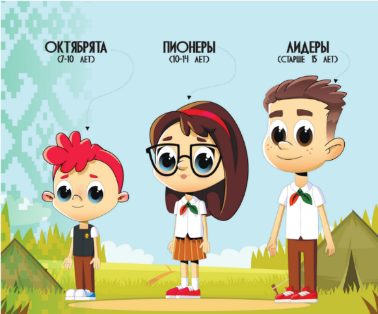 ОКТЯБРЯТА
(7-10 ЛЕТ)
ПИОНЕРЫ
(10-14 ЛЕТ)
ЛИДЕРЫ
(СТАРШЕ 15 ЛЕТ)